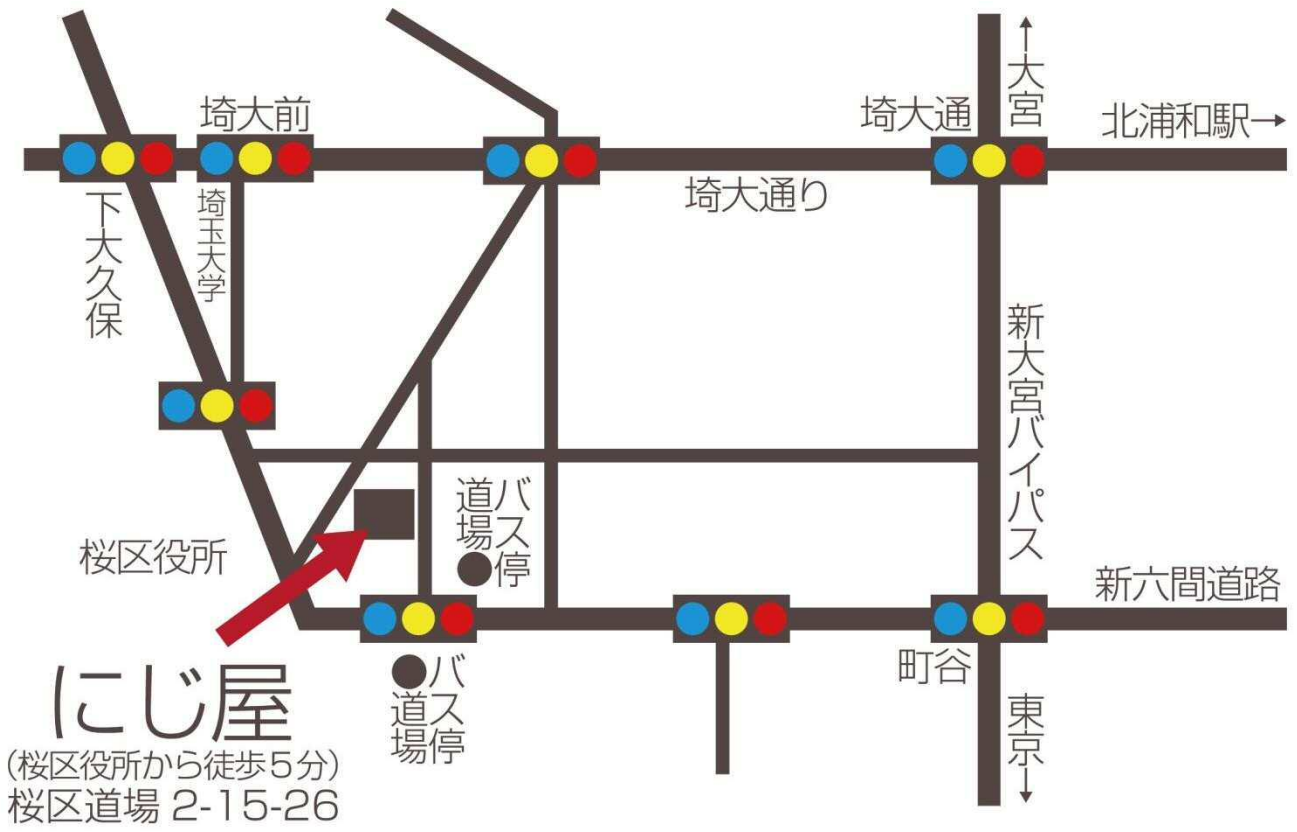 ↑大宮
埼大前
埼大通
北浦和駅→
埼大通り
下大久保
埼玉大学
新大宮バイパス
バス停
道場
桜区役所
新六間道路
町谷
バス停
道場
東京↓
にじ屋
(桜区役所から徒歩5分)
桜区道場 2-15-26